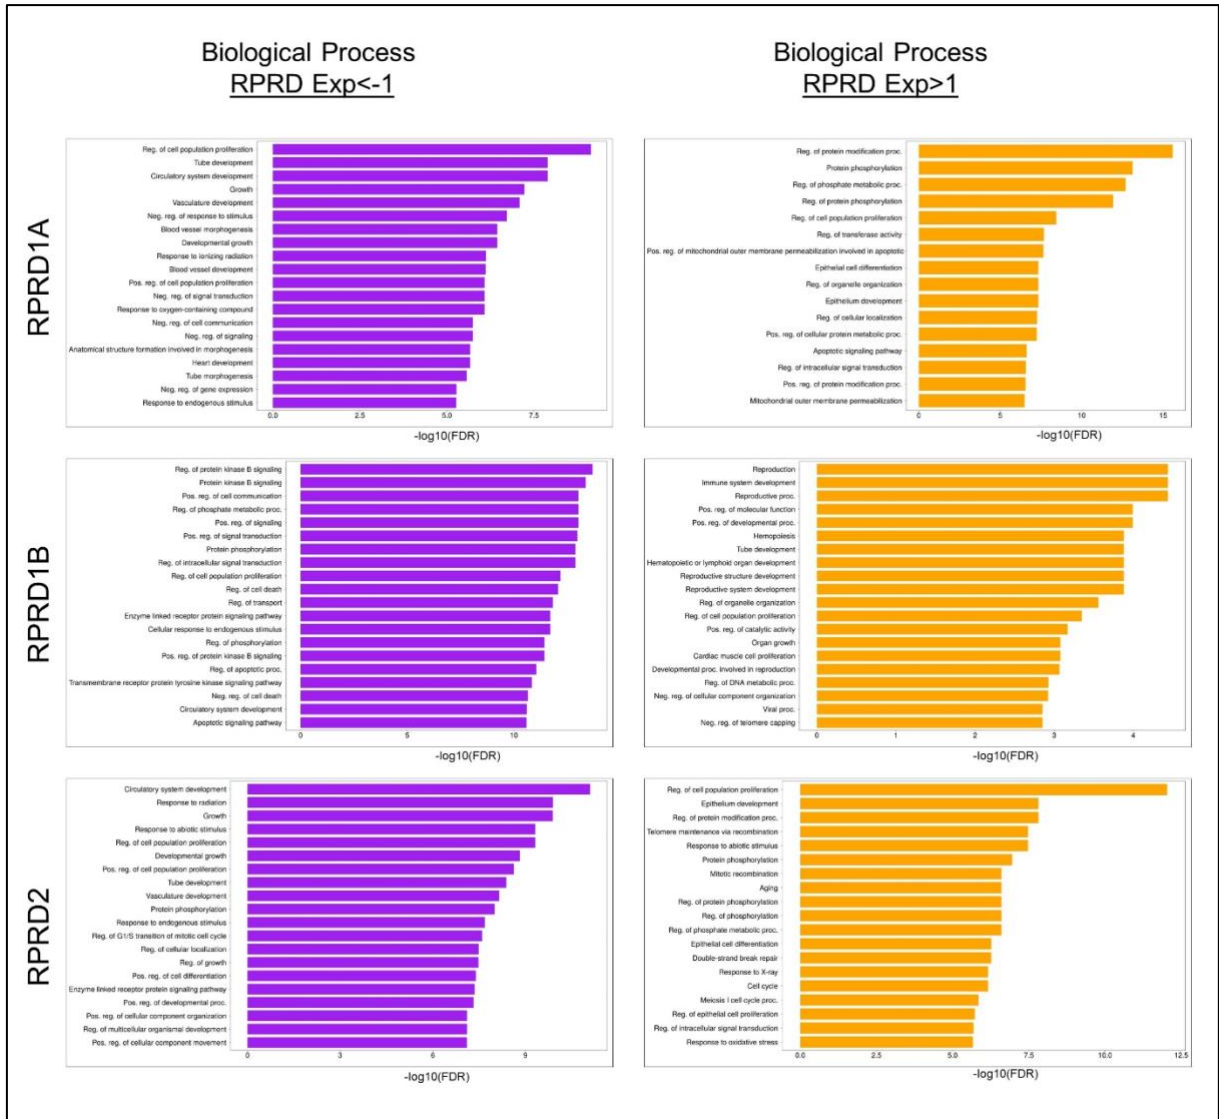 Biological Process
RPRD Exp<-1
Biological Process
RPRD Exp>1
RPRD1A
Reg. of cell population proliferation
Tube development
Circulatory system development
Growth
Vasculature development
Neg. reg. of response to stimulus
Blood vessel morphogenesis
Developmental growth
Response to ionizing radiation
Blood vessel development
Pos. reg. of cell population proliferation
Neg. reg. of signal transduction
Response to oxygen-containing compound
Neg. reg. of cell communication
Neg. reg. of signaling
Anatomical structure formation involved in morphogenesis
Heart development
Tube morphogenesis
Neg. reg. of gene expression
Response to endogenous stimulus
0.0 2.5 5.0 7.5
-log10(FDR)
Reg. of protein modification proc.
Protein phosphorylation
Reg. of phosphate metabolic proc.
Reg. of protein phosphorylation
Reg. of cell population proliferation
Reg. of transferase activity
Pos. reg. of mitochondrial outer membrane permeabilization involved in apoptotic
Epithelial cell differentiation
Reg. of organelle organization
Epithelium development
Reg. of cellular localization
Pos. reg. of cellular protein metabolic proc.
Apoptotic signaling pathway
Reg. of intracellular signal transduction
Pos. reg. of protein modification proc.
Mitochondrial outer membrane permeabilization
0 5 10 15
-log10(FDR)
RPRD1B
Reg. of protein kinase B signaling
Protein kinase B signaling
Pos. reg. of cell communication
Reg. of phosphate metabolic proc.
Pos. reg. of signaling
Pos. reg. of signal transduction
Protein phosphorylation
Reg. of intracellular signal transduction
Reg. of cell population proliferation
Reg. of cell death
Reg. of transport
Enzyme linked receptor protein signaling pathway
Cellular response to endogenous stimulus
Reg. of phosphorylation
Pos. reg. of protein kinase B signaling
Reg. of apoptotic proc.
Transmembrane receptor protein tyrosine kinase signaling pathway
Neg. reg. of cell death
Circulatory system development
Apoptotic signaling pathway
0 5 10
-log10(FDR)
Reproduction
Immune system development
Reproductive proc.
Pos. reg. of molecular function
Pos. reg. of developmental proc.
Hemopoiesis
Tube development
Hematopoietic or lymphoid organ development
Reproductive structure development
Reproductive system development
Reg. of organelle organization
Reg. of cell population proliferation
Pos. reg. of catalytic activity
Organ growth
Cardiac muscle cell proliferation
Developmental proc. Involved in reproduction
Reg. of DNA metabolic proc.
Neg. reg. of cellular component organization
Viral proc.
Neg. reg. of telomere capping
0 1 2 3 4
-log10(FDR)
RPRD2
Circulatory system development
Response to radiation
Growth
Response to abiotic stimulus
Reg. of cell population proliferation
Developmental growth
Pos. reg. of cell population proliferation
Tube development
Vasculature development
Protein phosphorylation
Response to endogenous stimulus
Reg. of G1/S transition of mitotic cell cycle
Reg. of cellular localization
Reg. of growth
Pos. reg. of cell differentiation
Enzyme linked receptor protein signaling pathway
Pos. reg. of developmental proc.
Pos. reg. of cellular component organization
Reg. of multicellular organismal development
Pos. reg. of cellular component movement
0 3 6 9
-log10(FDR)
Reg. of cell population proliferation
Epithelium development
Reg. of protein modification proc.
Telomere maintenance via recombination
Response to abiotic stimulus
Protein phosphorylation
Mitotic recombination
Aging
Reg. of protein phosphorylation
Reg. of phosphorylation
Reg. of phosphate metabolic proc.
Epithelial cell differentiation
Double-strand break repair
Response to X-ray
Cell cycle
Meiosis I cell cycle proc.
Reg. of epithelial cell proliferation
Reg. of intracellular signal transduction
Response to oxidative stress
0.0 2.5 5.0 7.5 10.0 12.5
-log10(FDR)